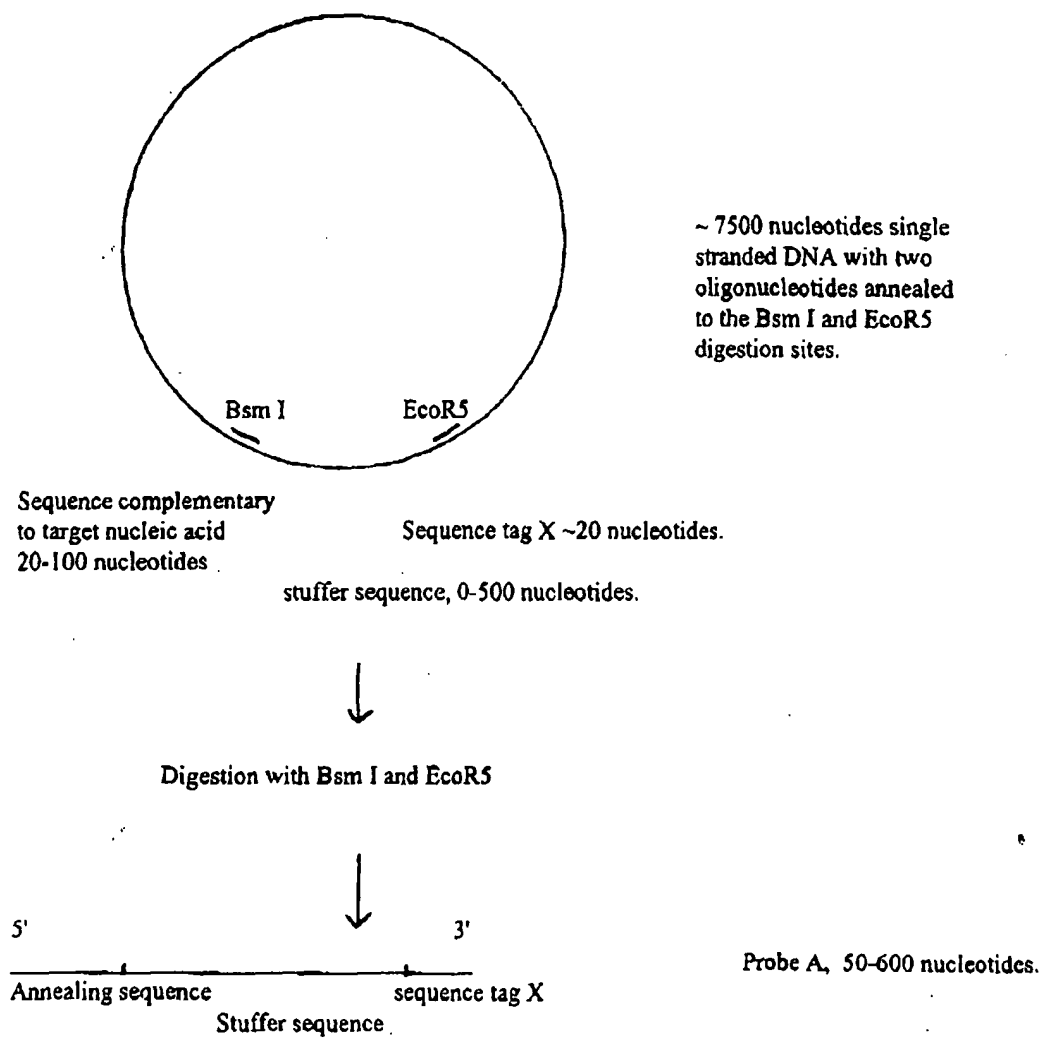 ~ 7500 nucleotides single
stranded DNA with two
oligonucleotides annealed
to the Bsm I and EcoR5
digestion sites.
Bsm I
EcoR5
Sequence complementary
to target nucleic acid
20-100 nucleotides
Sequence tag X ~20 nucleotides.
stuffer sequence, 0-500 nucleotides.
Digestion with Bsm I and EcoR5
5'
3'
Probe A, 50-600 nucleotides.
Annealing sequence
sequence tag X
Stuffer sequence